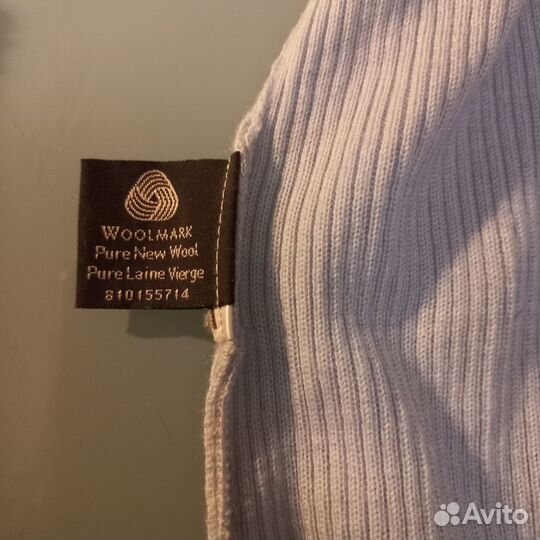 WOOLMARK
Pure New Wool
Pure Laine Vierge
810155714
Avito